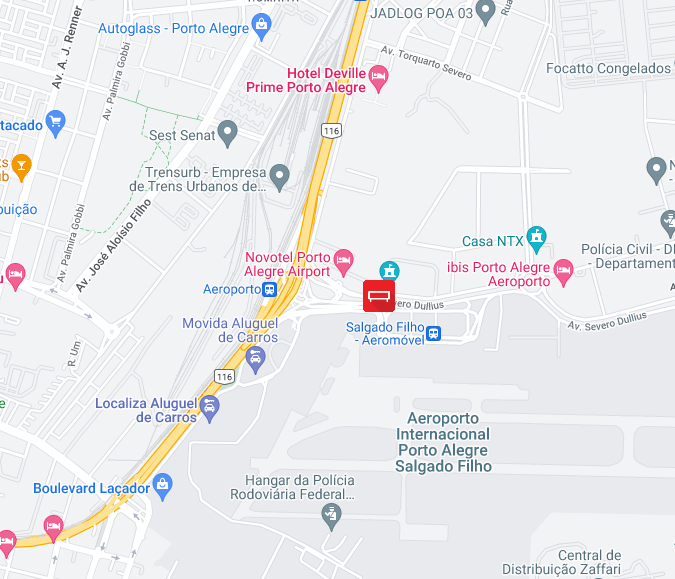 JADLOG POA 03
Autoglass - Porto Alegre
Av. A. J. Renner
Av. Palmira Gobbi
Av. Torquarto Severo
Hotel Deville
Prime Porto Alegre
Focatto Congelados
tacado
Sest Senat
116
Trensurb - Empresa
de Trens Urbanos de...
buição
Av. Palmira Gobbi
Av. José Aloísio Filho
Casa NTX
Polícia Civil - D
Departament
Novotel Porto
Alegre Airport
ibis Porto Alegre
Aeroporto
Aeroporto
evero Dullius
Av. Severo Dullius
Movida Aluguel
de Carros
Salgado Filho
- Aeromóvel
R. Um
116
Localiza Aluguel
de Carros
Aeroporto
Internacional
Porto Alegre
Salgado Filho
Boulevard Laçador
Hangar da Polícia
Rodoviária Federal...
Central de
Distribuição Zaffari